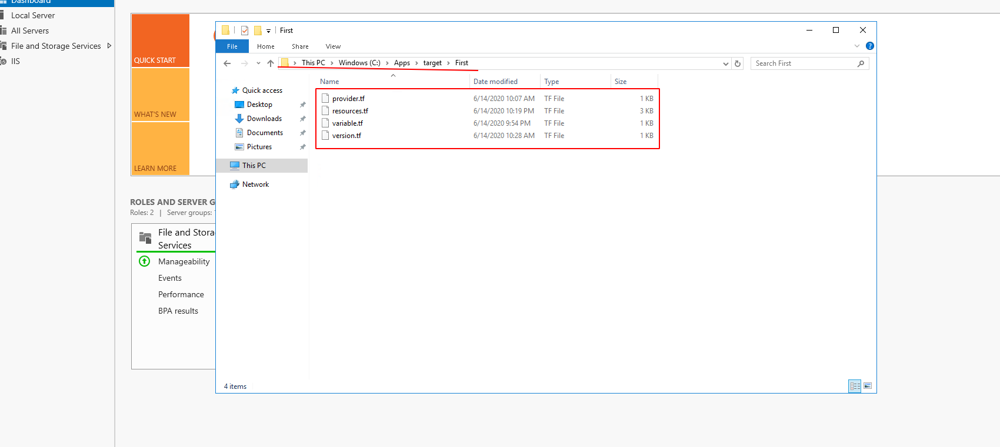 Dashboard
Local Server
All Servers
File and Storage Services
IIS
QUICK START
WHAT'S NEW
LEARN MORE
ROLES AND SERVER G
Roles: 2 | Server groups:
File and Stora
Services
Manageability
Events
Performance
BPA results
First
File Home Share View
This PC Windows (C:) Apps target First
Search First
Name Date modified Type Size
Quick access
Desktop
Downloads
Documents
Pictures
This PC
Network
provider.tf 6/14/2020 10:07 AM TF File 1 KB
resources.tf 6/14/2020 10:19 PM TF File 3 KB
variable.tf 6/14/2020 9:54 PM TF File 1 KB
version.tf 6/14/2020 10:28 AM TF File 1 KB
4 items